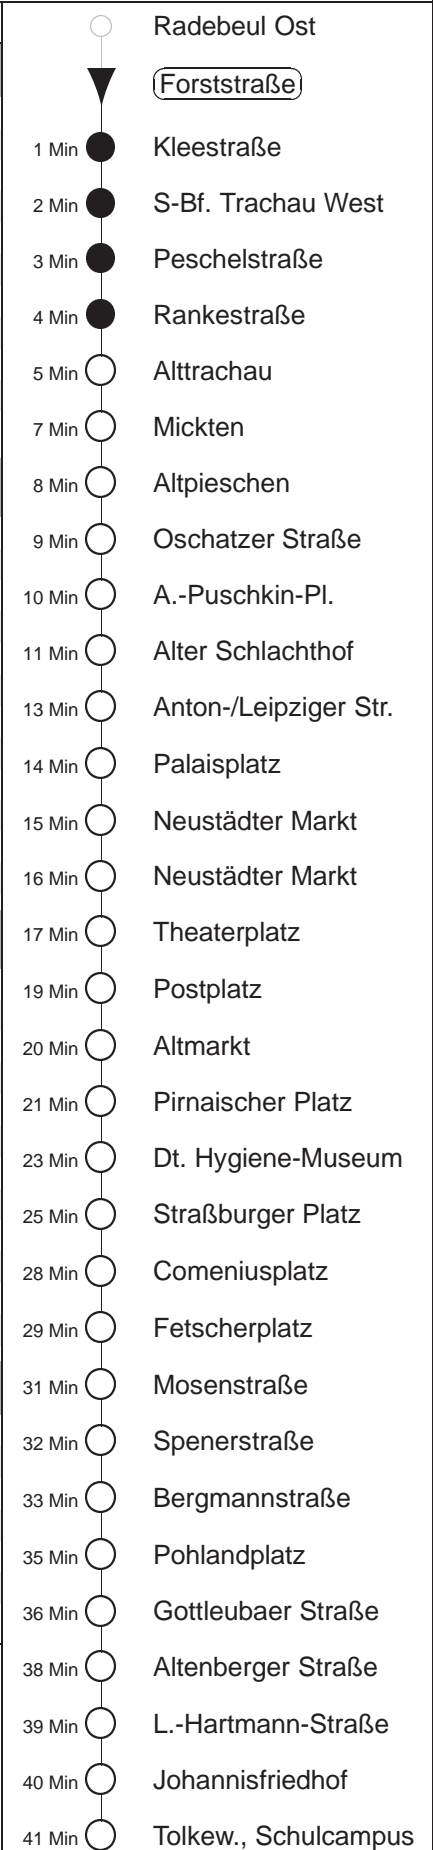 Radebeul Ost
Forststraße
1 Min Kleestraße
2 Min S-Bf. Trachau West
3 Min Peschelstraße
4 Min Rankestraße
5 Min Alttrachau
7 Min Mickten
8 Min Altpieschen
9 Min Oschatzer Straße
10 Min A.-Puschkin-Pl.
11 Min Alter Schlachthof
13 Min Anton-/Leipziger Str.
14 Min Palaisplatz
15 Min Neustädter Markt
16 Min Neustädter Markt
17 Min Theaterplatz
19 Min Postplatz
20 Min Altmarkt
21 Min Pirnaischer Platz
23 Min Dt. Hygiene-Museum
25 Min Straßburger Platz
28 Min Comeniusplatz
29 Min Fetscherplatz
31 Min Mosenstraße
32 Min Spenerstraße
33 Min Bergmannstraße
35 Min Pohlandplatz
36 Min Gottleubaer Straße
38 Min Altenberger Straße
39 Min L.-Hartmann-Straße
40 Min Johannisfriedhof
41 Min Tolkew., Schulcampus